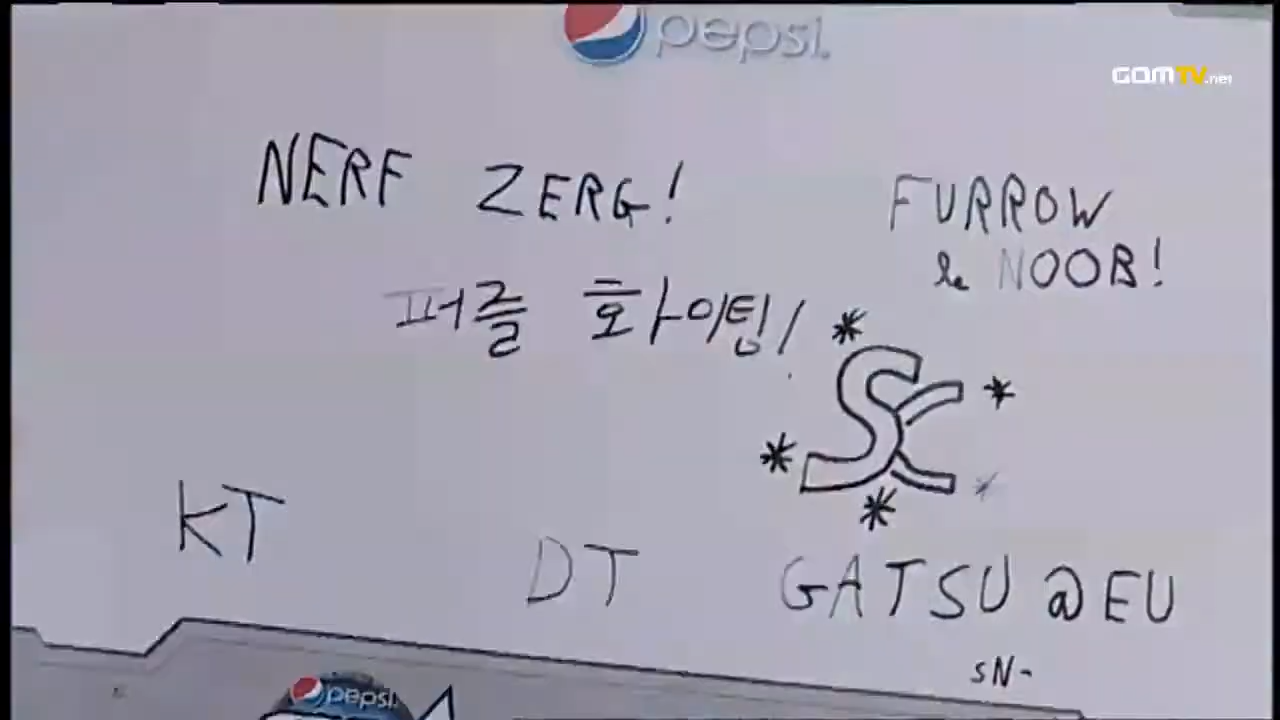 pepsi.
GOMTV.net
NERF ZERG!
FURROW
le NOOB!
퍼즐 화이팅!
SC
KT
DT
GATSU @ EU
SN-
pepsi.